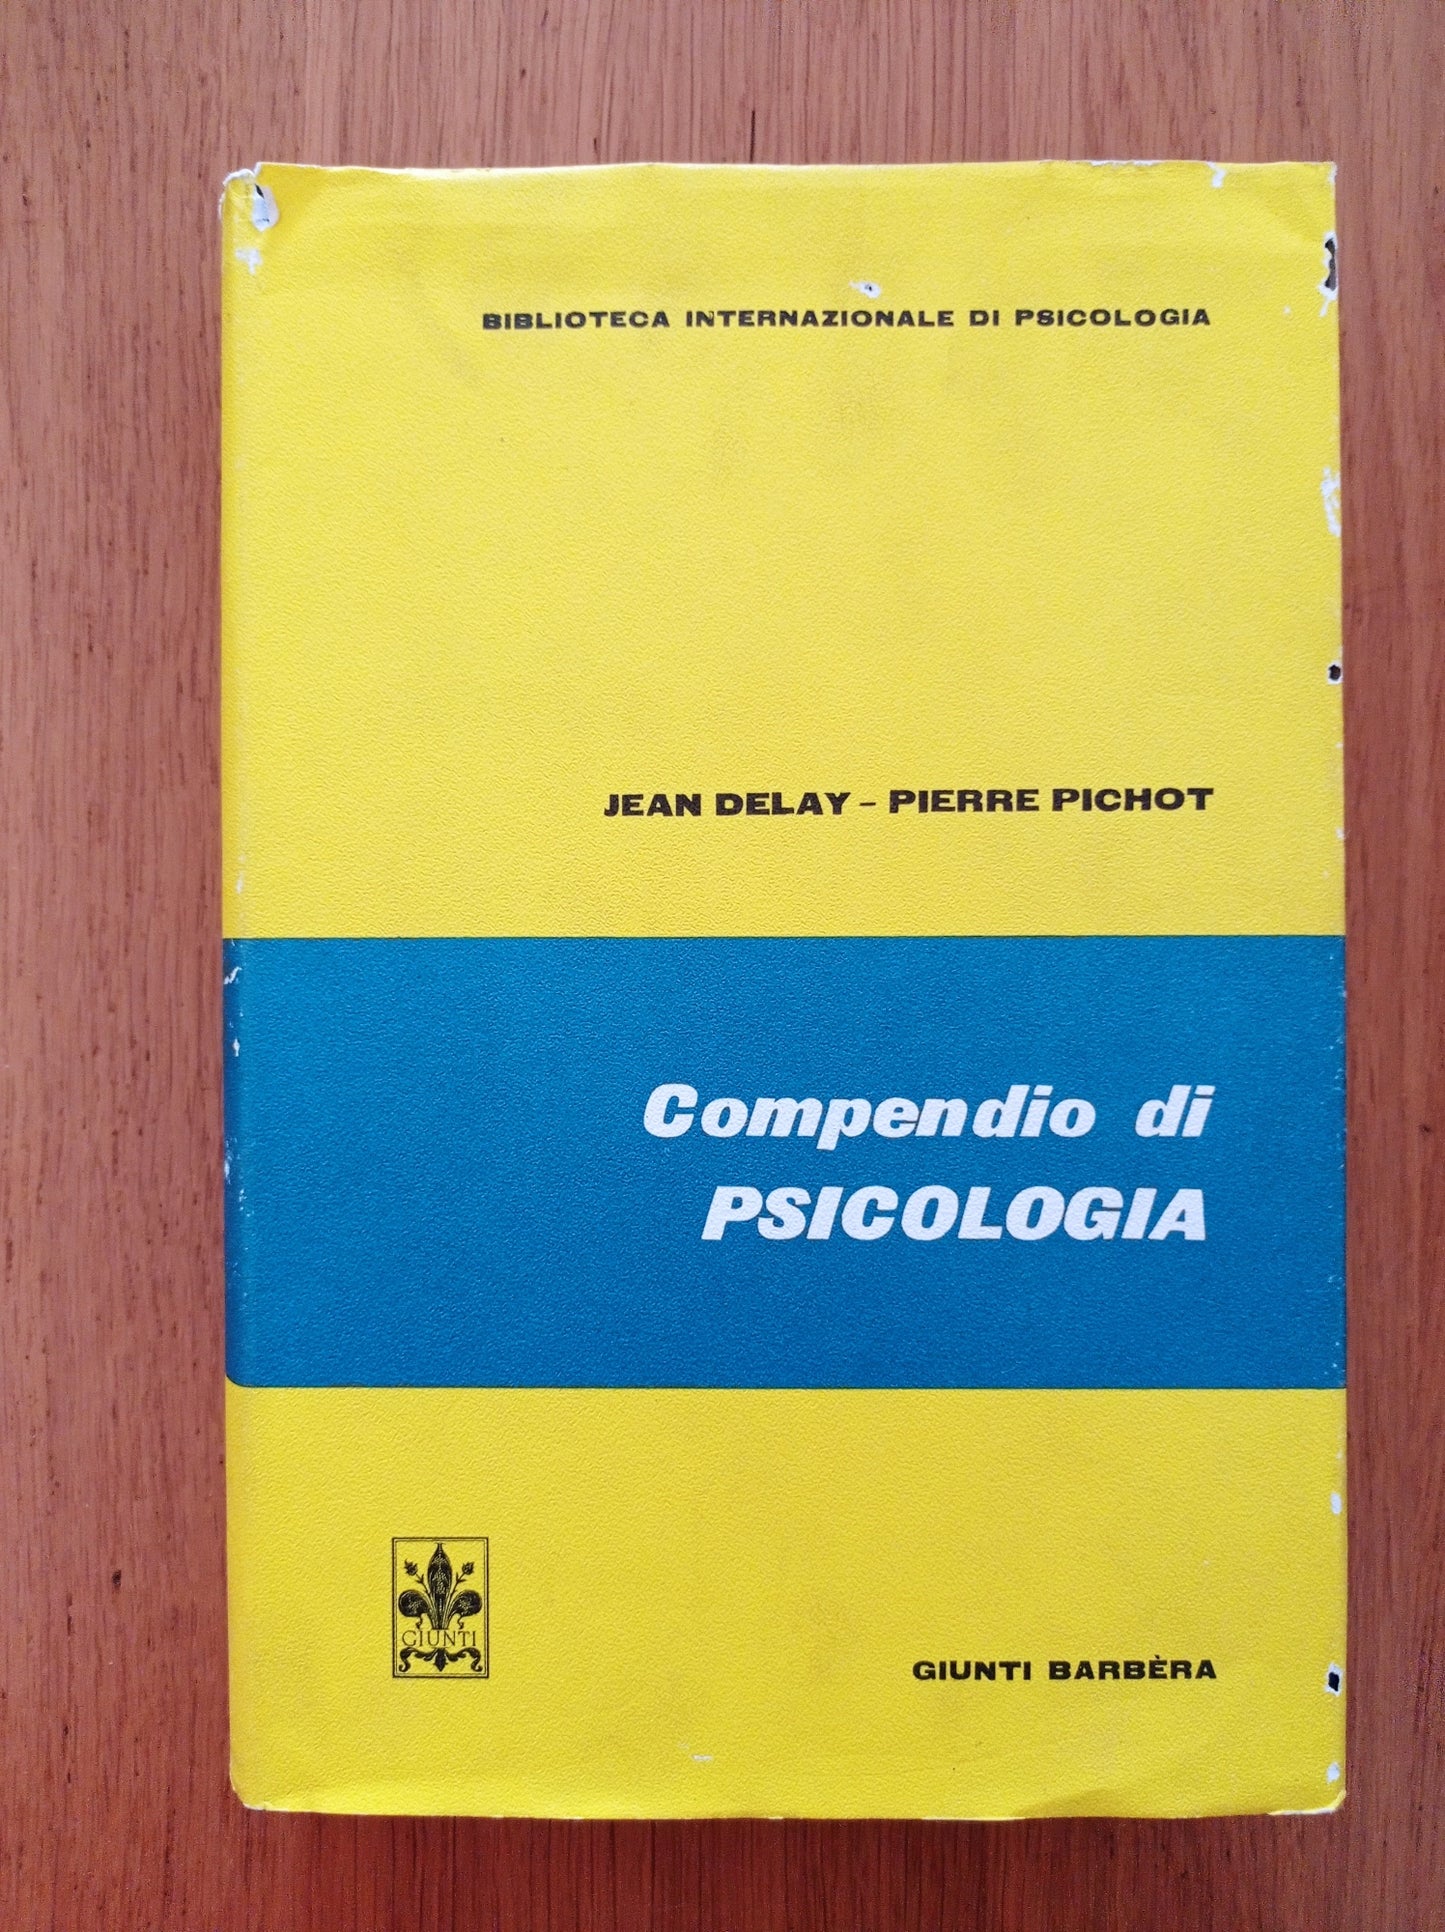 BIBLIOTECA INTERNAZIONALE DI PSICOLOGIA
JEAN DELAY - PIERRE PICHOT
Compendio di
PSICOLOGIA
GIUNTI
GIUNTI BARBÈRA